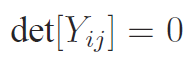 det[Y_{ij}] = 0